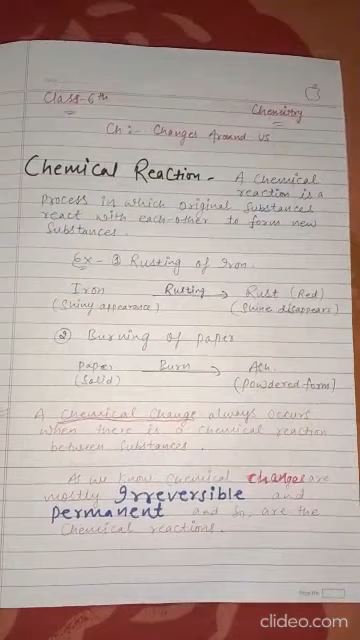 Class-6th
Chemistry
Ch:- Changes Around us
Chemical Reaction - A Chemical
reaction is a
process in which original substances
react with each-other to form new
substances.
Ex- ① Rusting of Iron.
Iron Rusting → Rust (Red)
(Shiny appearance) (Shine disappears)
② Burning of paper
Paper Burn → Ash
(Solid) (Powdered form)
A Chemical Change always occurs
when there is a chemical reaction
between substances.
As we know Chemical Changes are
mostly Irreversible and
permanent and So, are the
Chemical reactions.
clideo.com